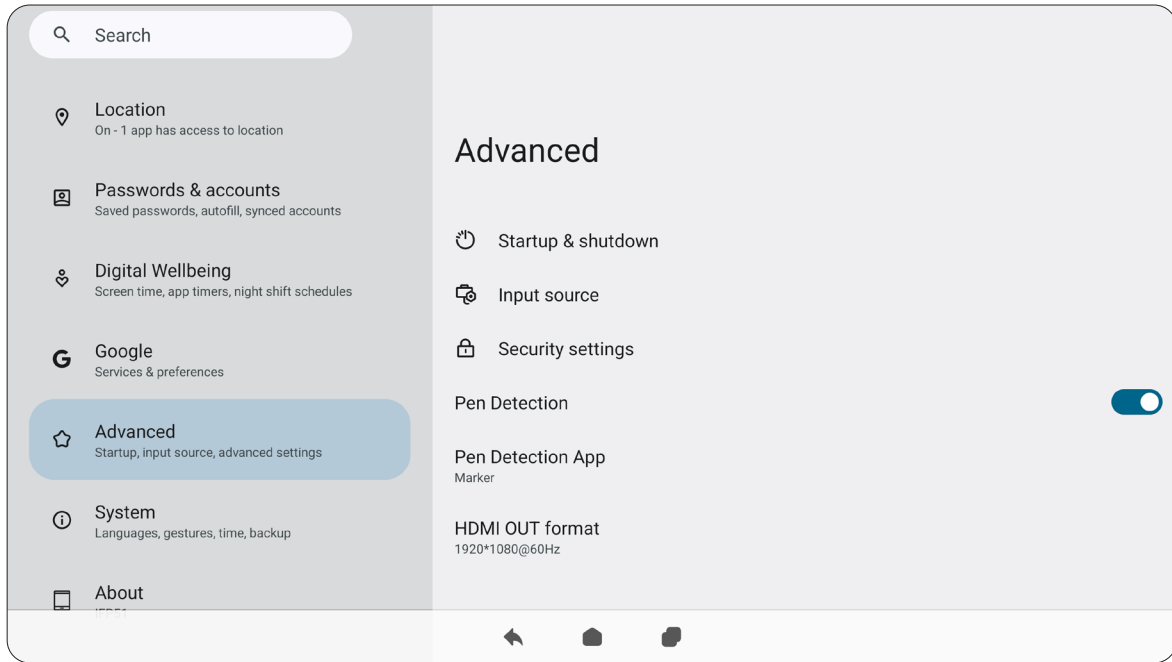 Search
Location
On - 1 app has access to location
Passwords & accounts
Saved passwords, autofill, synced accounts
Digital Wellbeing
Screen time, app timers, night shift schedules
Google
Services & preferences
Advanced
Startup, input source, advanced settings
System
Languages, gestures, time, backup
About
Advanced
Startup & shutdown
Input source
Security settings
Pen Detection
Pen Detection App
Marker
HDMI OUT format
1920*1080@60Hz